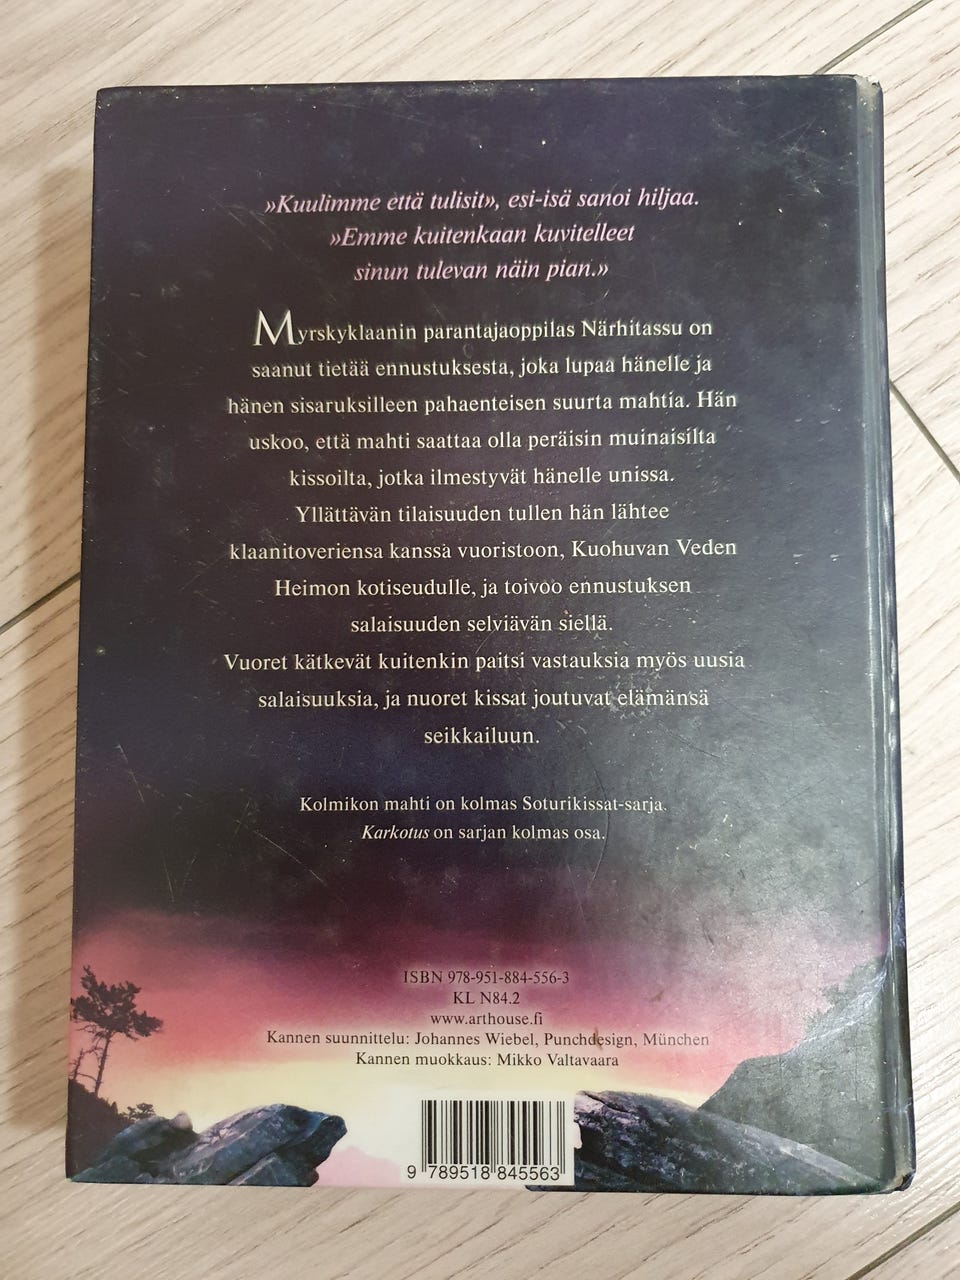 »Kuulimme että tulisit», esi-isä sanoi hiljaa.
»Emme kuitenkaan kuvitelleet
sinun tulevan näin pian.»
Myrskyklaanin parantajaoppilas Närhitassu on
saanut tietää ennustuksesta, joka lupaa hänelle ja
hänen sisaruksilleen pahaenteisen suurta mahtia. Hän
uskoo, että mahti saattaa olla peräisin muinaisilta
kissoilta, jotka ilmestyvät hänelle unissa.
Yllättävän tilaisuuden tullen hän lähtee
klaanitoveriensa kanssa vuoristoon, Kuohuvan Veden
Heimon kotiseudulle, ja toivoo ennustuksen
salaisuuden selviävän siellä.
Vuoret kätkevät kuitenkin paitsi vastauksia myös uusia
salaisuuksia, ja nuoret kissat joutuvat elämänsä
seikkailuun.
Kolmikon mahti on kolmas Soturikissat-sarja.
Karkotus on sarjan kolmas osa.
ISBN 978-951-884-556-3
KL N84.2
www.arthouse.fi
Kannen suunnittelu: Johannes Wiebel, Punchdesign, München
Kannen muokkaus: Mikko Valtavaara
9 789518 845563